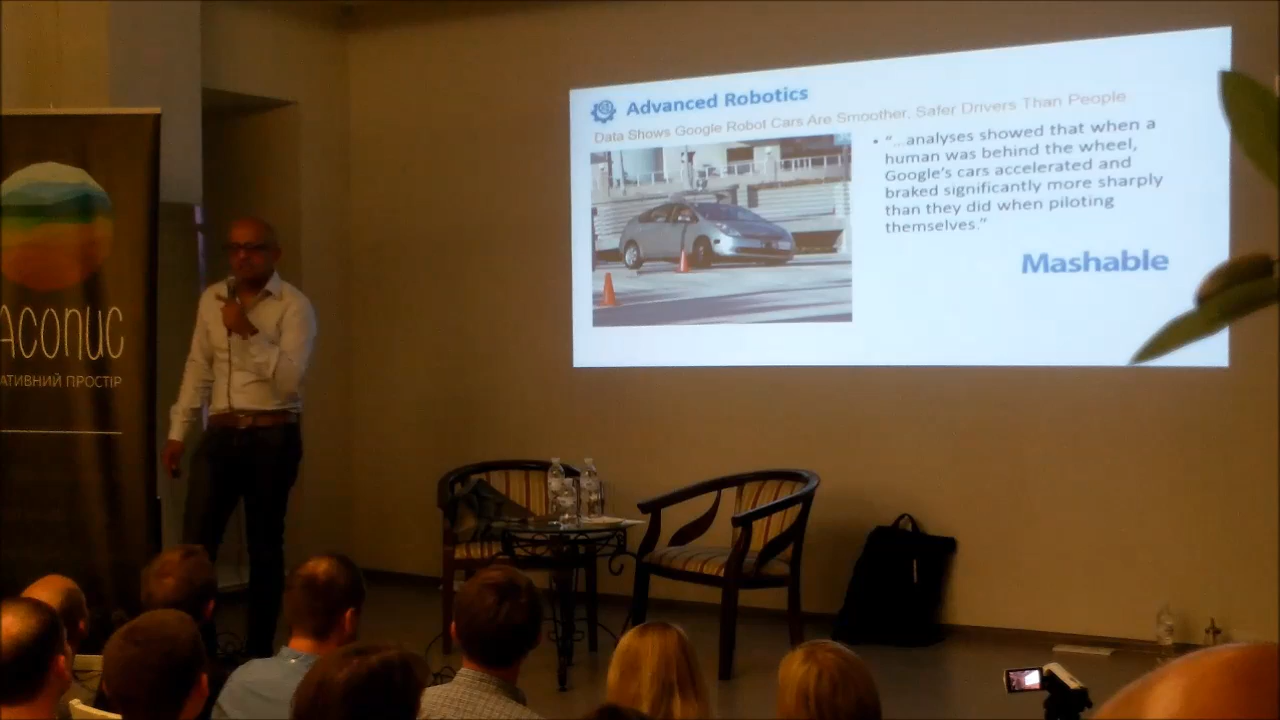 Advanced Robotics
Data Shows Google Robot Cars Are Smoother, Safer Drivers Than People
• “...analyses showed that when a
human was behind the wheel,
Google’s cars accelerated and
braked significantly more sharply
than they did when piloting
themselves.”
Mashable
АСОПИС
АТИВНИЙ ПРОСТІР